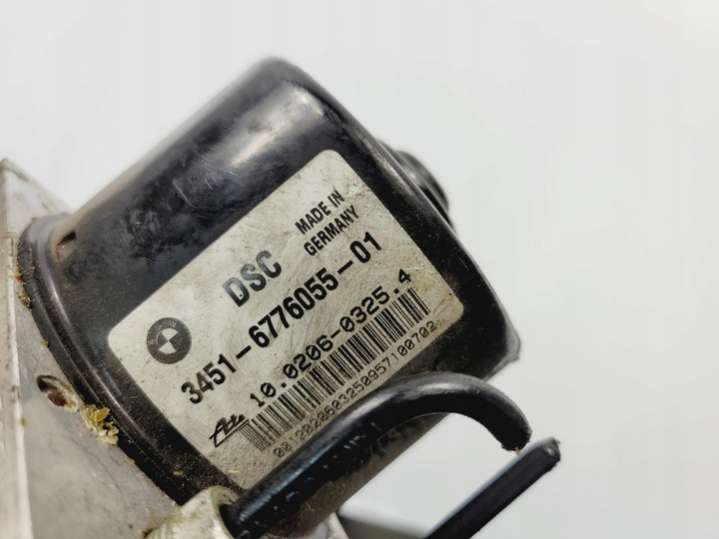 DSC MADE IN
GERMANY
3451-6776055-01
10.0206-0325.4